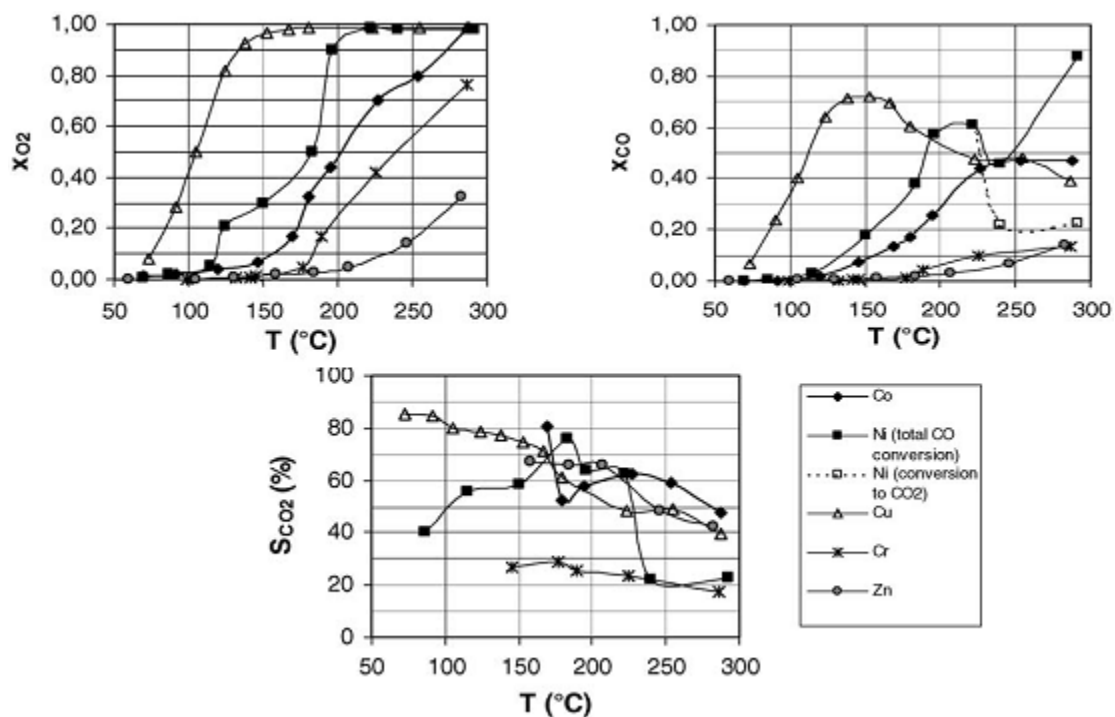 1,00
0,80
0,60
0,40
0,20
0,00
xO2
50 100 150 200 250 300
T (°C)
1,00
0,80
0,60
0,40
0,20
0,00
xCO
50 100 150 200 250 300
T (°C)
100
80
60
40
20
0
SCO2 (%)
50 100 150 200 250 300
T (°C)
Co
Ni (total CO
conversion)
Ni (conversion
to CO2)
Cu
Cr
Zn